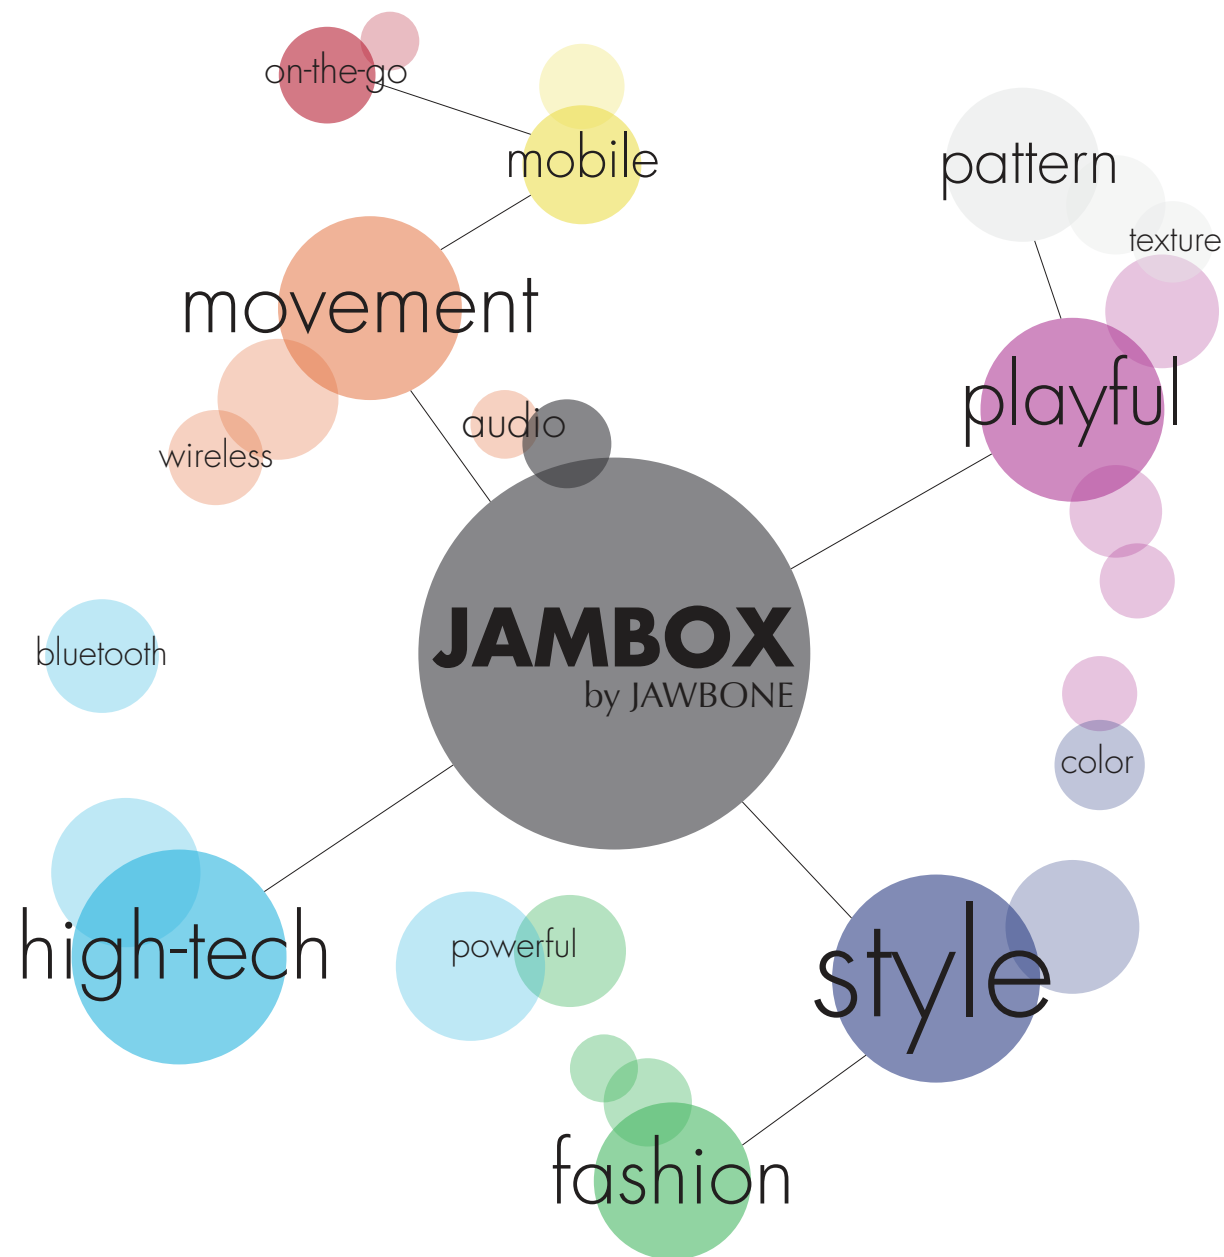 on-the-go
mobile
pattern
texture
movement
playful
audio
wireless
JAMBOX
by JAWBONE
bluetooth
color
high-tech
powerful
style
fashion